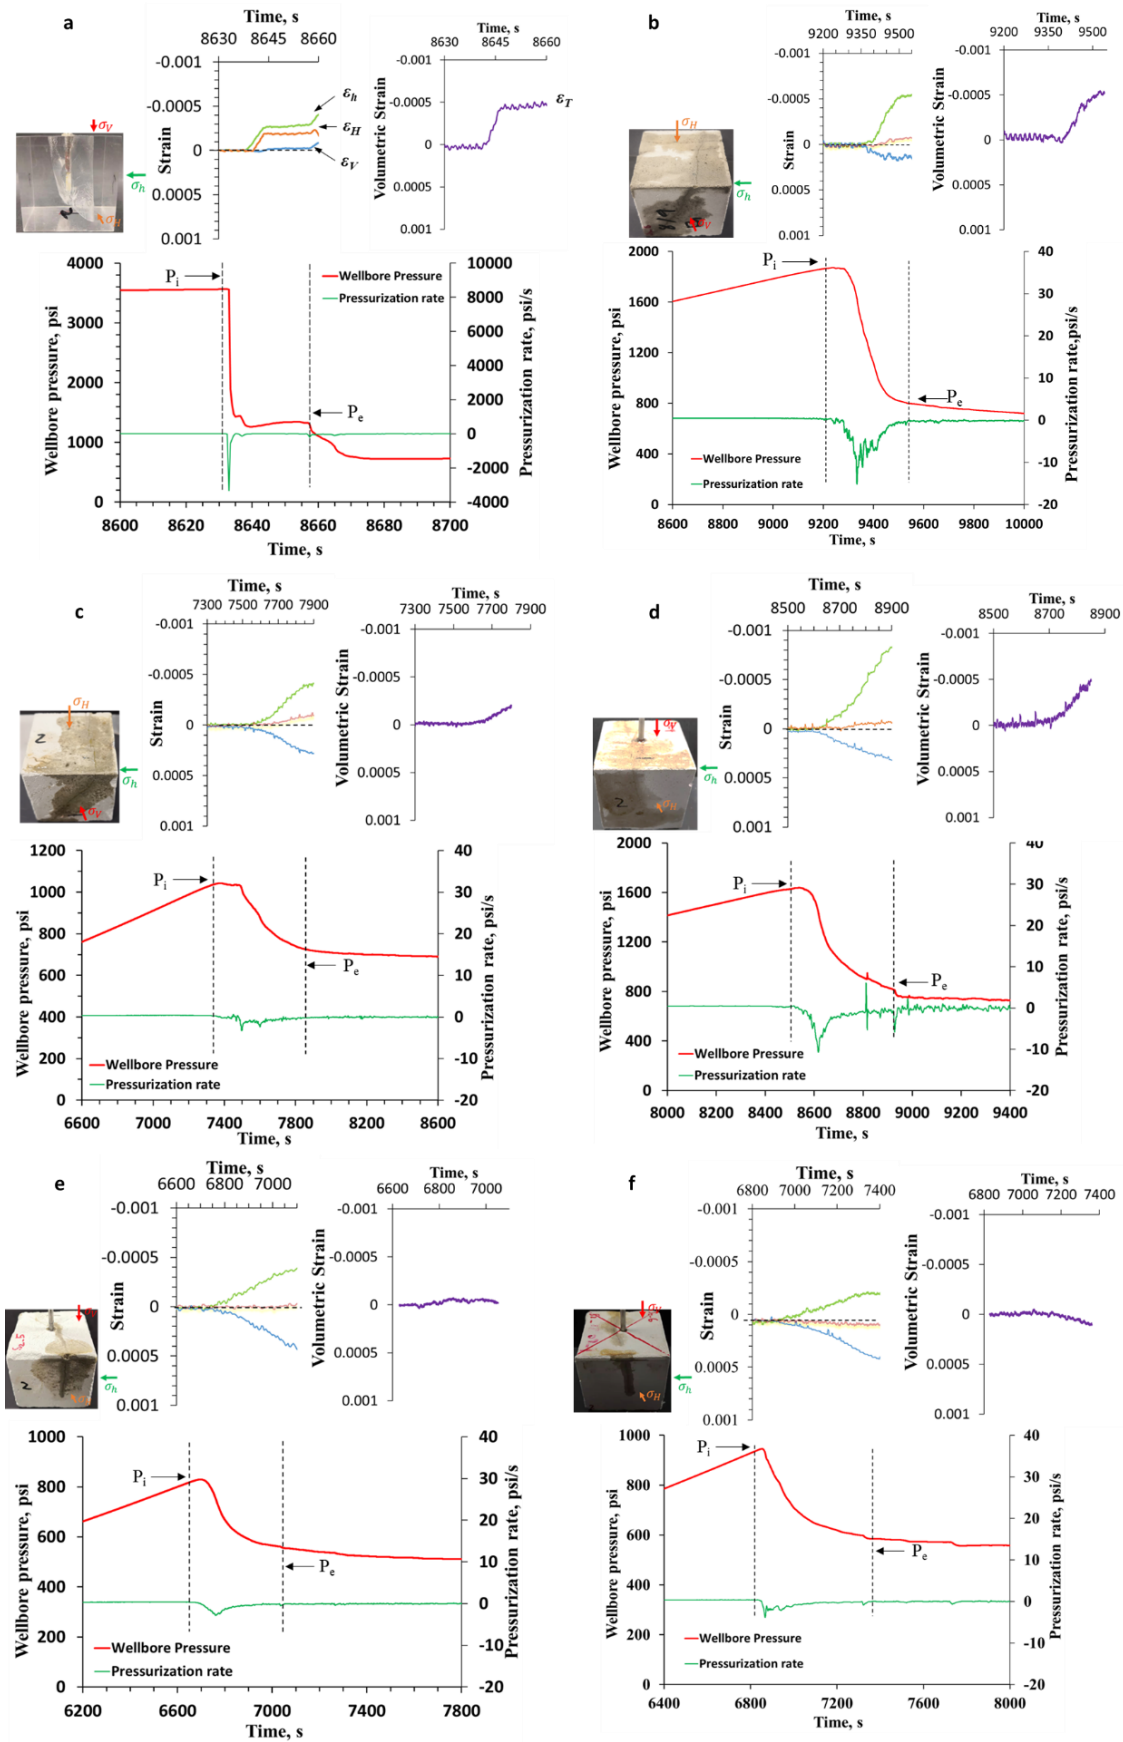 a
Time, s
8630 8645 8660
-0.001
-0.0005
0
0.0005
0.001
Strain
εh
εH
εV
Time, s
8630 8645 8660
-0.001
-0.0005
0
0.0005
0.001
Volumetric Strain
εT
σV
σh
4000
3000
2000
1000
0
Wellbore pressure, psi
Pi
Wellbore Pressure
Pressurization rate
Pe
10000
8000
6000
4000
2000
0
-2000
-4000
Pressurization rate, psi/s
8600 8620 8640 8660 8680 8700
Time, s
b
Time, s
9200 9350 9500
-0.001
-0.0005
0
0.0005
0.001
Strain
Time, s
9200 9350 9500
-0.001
-0.0005
0
0.0005
0.001
Volumetric Strain
σH
σh
σV
2000
1600
1200
800
400
0
Wellbore pressure, psi
Pi
Pe
Wellbore Pressure
Pressurization rate
40
30
20
10
0
-10
-20
Pressurization rate,psi/s
8600 8800 9000 9200 9400 9600 9800 10000
Time, s
c
Time, s
7300 7500 7700 7900
-0.001
-0.0005
0
0.0005
0.001
Strain
Time, s
7300 7500 7700 7900
-0.001
-0.0005
0
0.0005
0.001
Volumetric Strain
σH
2
σh
σV
1200
1000
800
600
400
200
0
Wellbore pressure, psi
Pi
Pe
Wellbore Pressure
Pressurization rate
40
30
20
10
0
-10
-20
Pressurization rate, psi/s
6600 7000 7400 7800 8200 8600
Time, s
d
Time, s
8500 8700 8900
-0.001
-0.0005
0
0.0005
0.001
Strain
Time, s
8500 8700 8900
-0.001
-0.0005
0
0.0005
0.001
Volumetric Strain
σV
σh
2
σH
2000
1600
1200
800
400
0
Wellbore pressure, psi
Pi
Pe
Wellbore Pressure
Pressurization rate
40
30
20
10
0
-10
-20
Pressurization rate, psi/s
8000 8200 8400 8600 8800 9000 9200 9400
Time, s
e
Time, s
6600 6800 7000
-0.001
-0.0005
0
0.0005
0.001
Strain
Time, s
6600 6800 7000
-0.001
-0.0005
0
0.0005
0.001
Volumetric Strain
2
σh
1000
800
600
400
200
0
Wellbore pressure, psi
Pi
Pe
Wellbore Pressure
Pressurization rate
40
30
20
10
0
-10
-20
Pressurization rate, psi/s
6200 6600 7000 7400 7800
Time, s
f
Time, s
6800 7000 7200 7400
-0.001
-0.0005
0
0.0005
0.001
Strain
Time, s
6800 7000 7200 7400
-0.001
-0.0005
0
0.0005
0.001
Volumetric Strain
σh
σH
1000
800
600
400
200
0
Wellbore pressure, psi
Pi
Pe
Wellbore Pressure
Pressurization rate
40
30
20
10
0
-10
-20
Pressurization rate, psi/s
6400 6800 7200 7600 8000
Time, s